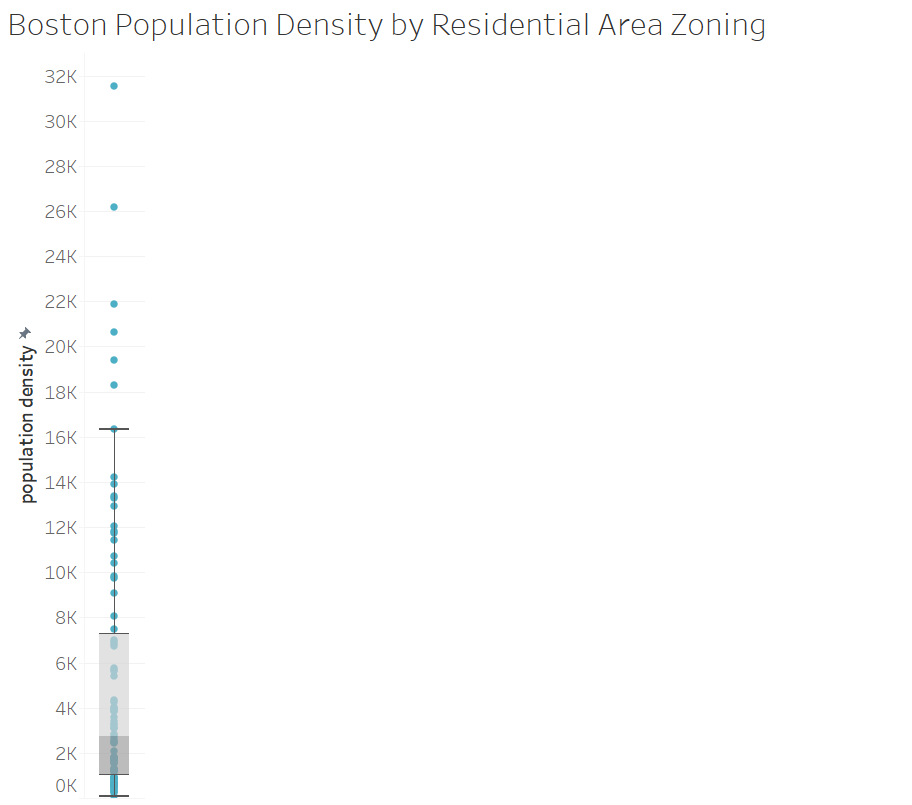 Boston Population Density by Residential Area Zoning
32K
30K
28K
26K
24K
22K
20K
18K
16K
14K
12K
10K
8K
6K
4K
2K
0K
population density